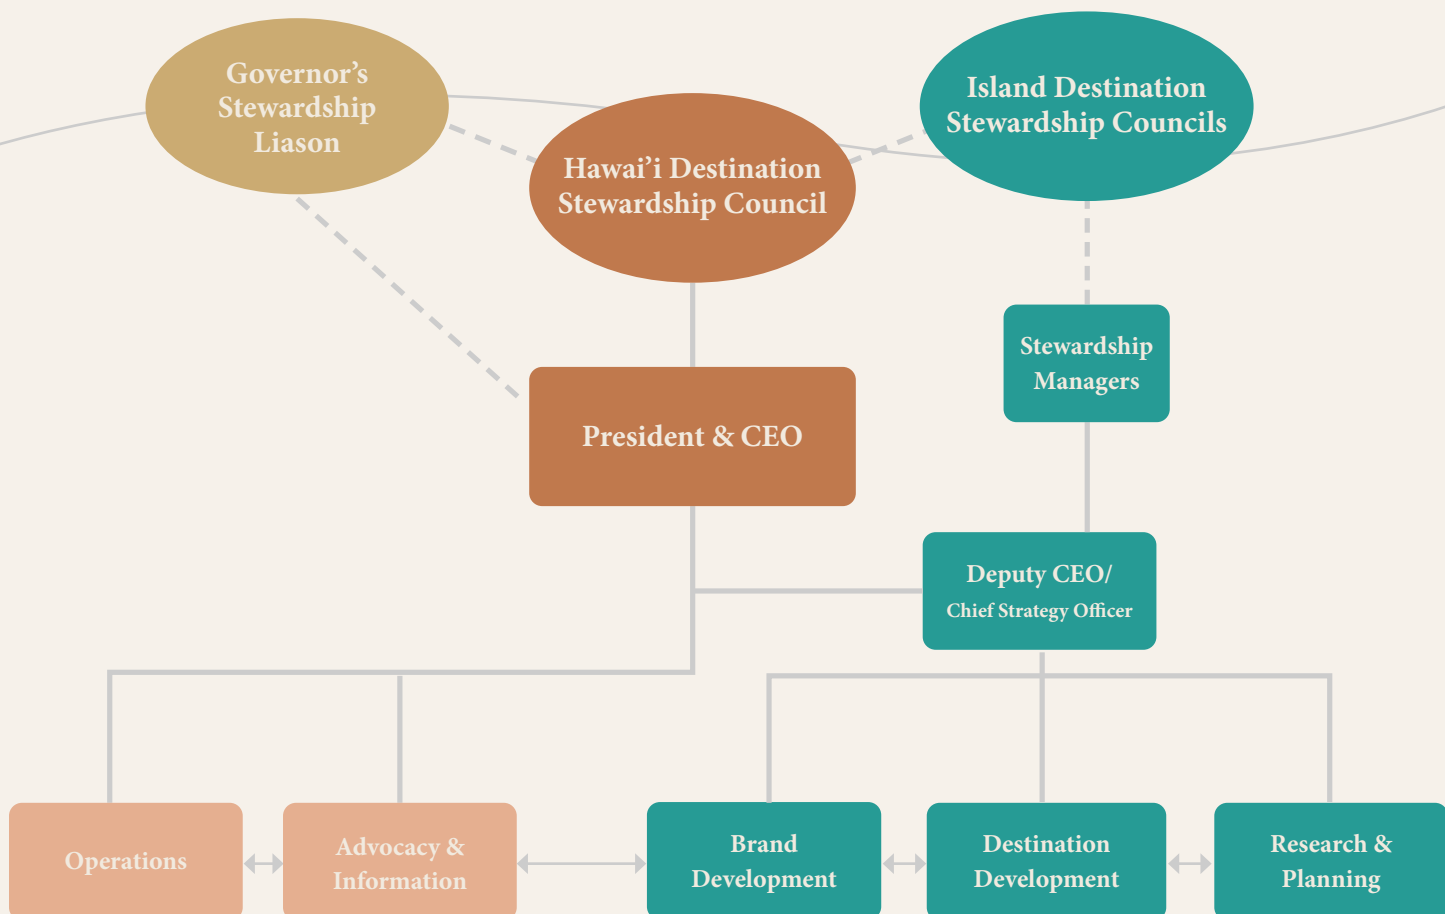 Governor’s
Stewardship
Liason
Hawai’i Destination
Stewardship Council
Island Destination
Stewardship Councils
Stewardship
Managers
President & CEO
Deputy CEO/
Chief Strategy Officer
Operations
Advocacy &
Information
Brand
Development
Destination
Development
Research &
Planning